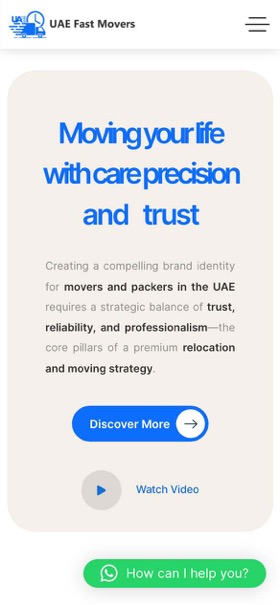 UAE
UAE Fast Movers
Moving your life
with care precision
and trust
Creating a compelling brand identity
for movers and packers in the UAE
requires a strategic balance of trust,
reliability, and professionalism—the
core pillars of a premium relocation
and moving strategy.
Discover More
Watch Video
How can I help you?